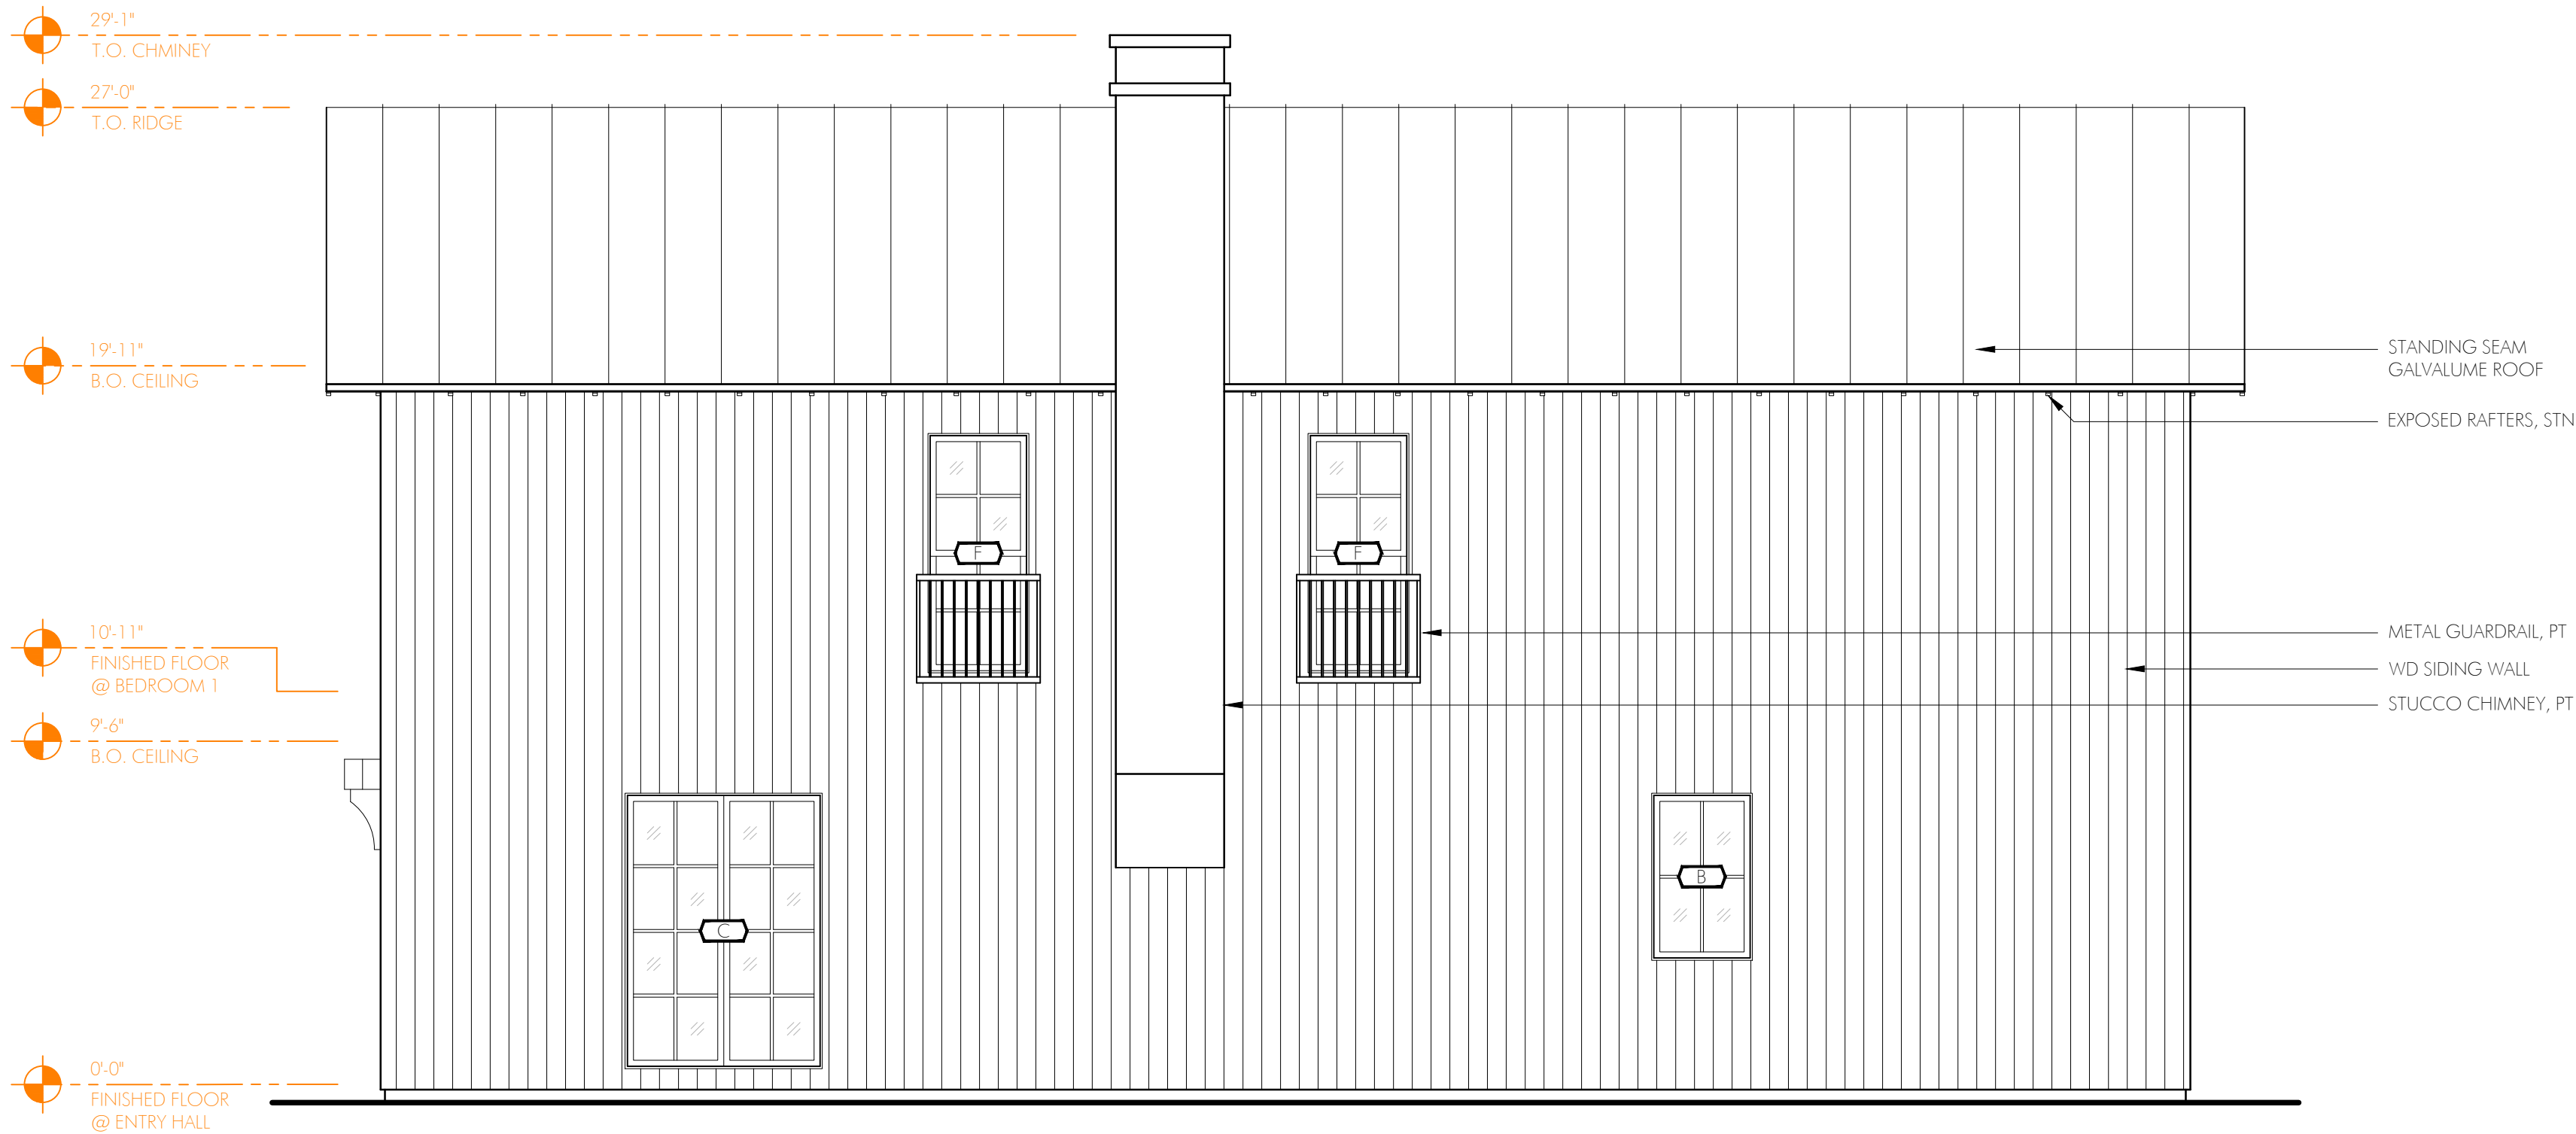 29'-1"
T.O. CHMINEY
27'-0"
T.O. RIDGE
19'-11"
B.O. CEILING
STANDING SEAM
GALVALUME ROOF
EXPOSED RAFTERS, STN
F
F
10'-11"
FINISHED FLOOR
@ BEDROOM 1
METAL GUARDRAIL, PT
WD SIDING WALL
STUCCO CHIMNEY, PT
9'-6"
B.O. CEILING
B
C
0'-0"
FINISHED FLOOR
@ ENTRY HALL